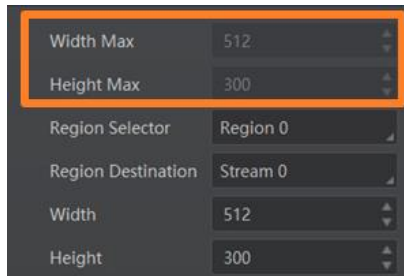 Width Max 512
Height Max 300
Region Selector Region 0
Region Destination Stream 0
Width 512
Height 300